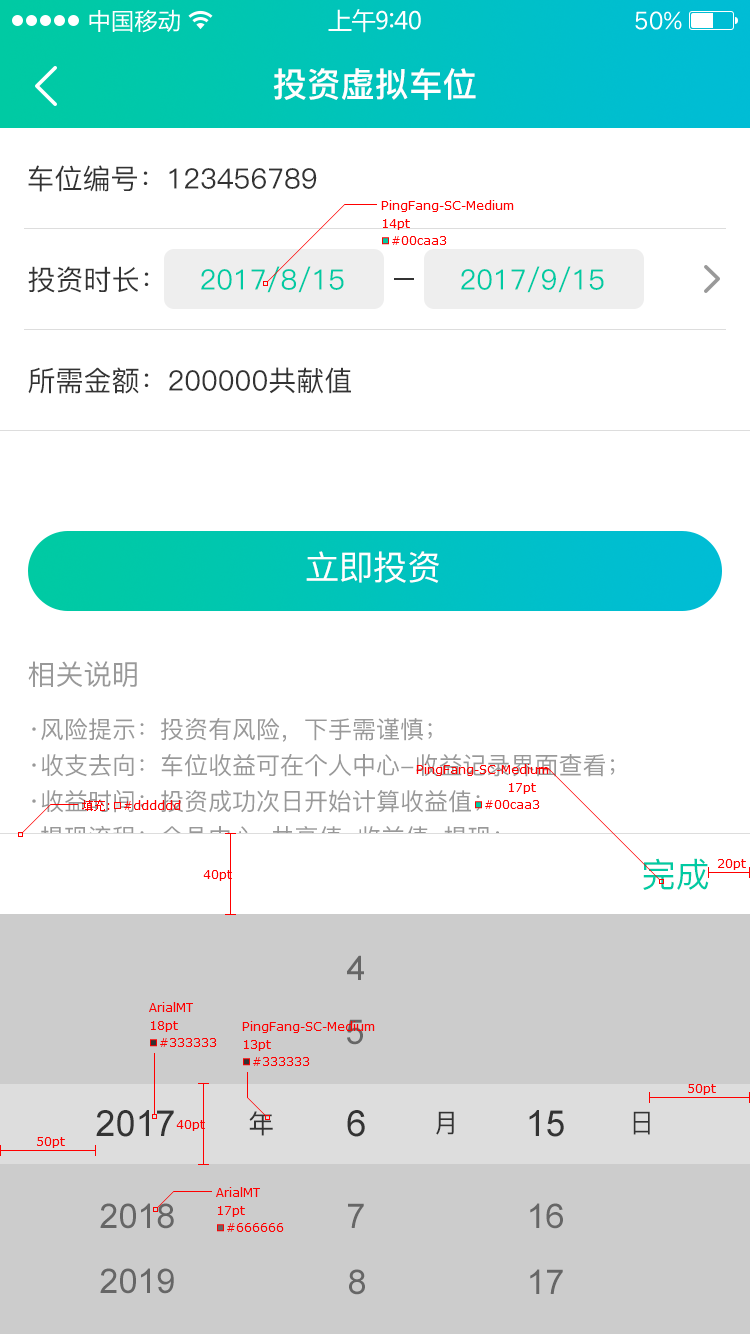 中国移动 上午9:40 50%
投资虚拟车位
车位编号：123456789
PingFang-SC-Medium
14pt
#00caa3
投资时长： 2017/8/15 — 2017/9/15
所需金额：200000共献值
立即投资
相关说明
·风险提示：投资有风险，下手需谨慎；
·收支去向：车位收益可在个人中心-收益记录界面查看；
PingFang-SC-Medium
17pt
#00caa3
·收益时间：投资成功次日开始计算收益值；
填充: #dddddd
完成
20pt
40pt
4
5
ArialMT
18pt
#333333
PingFang-SC-Medium
13pt
#333333
50pt
2017 年 6 月 15 日
40pt
50pt
ArialMT
17pt
#666666
2018 7 16
2019 8 17